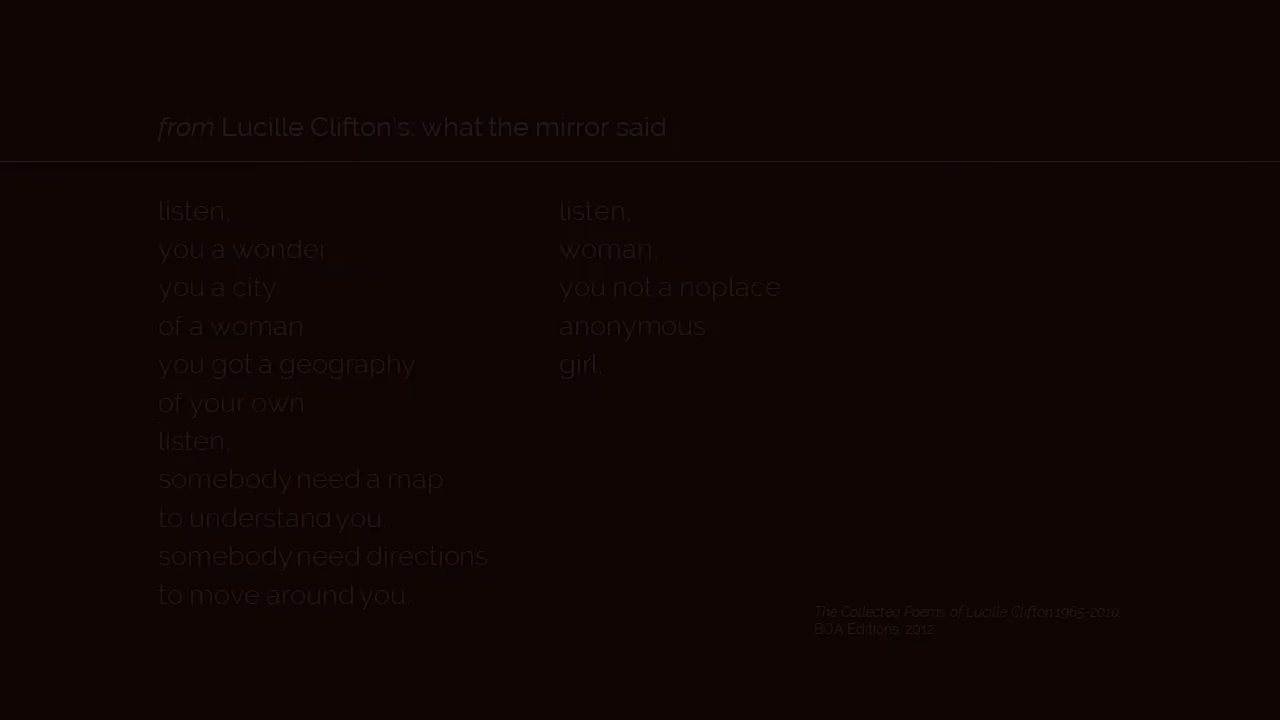 from Lucille Clifton's: what the mirror said
listen,
you a wonder
you a city
of a woman
you got a geography
of your own
listen,
somebody need a map
to understand you
somebody need directions
to move around you.
listen,
woman,
you not a noplace
anonymous
girl.
The Collected Poems of Lucille Clifton 1965-2010,
BOA Editions, 2012